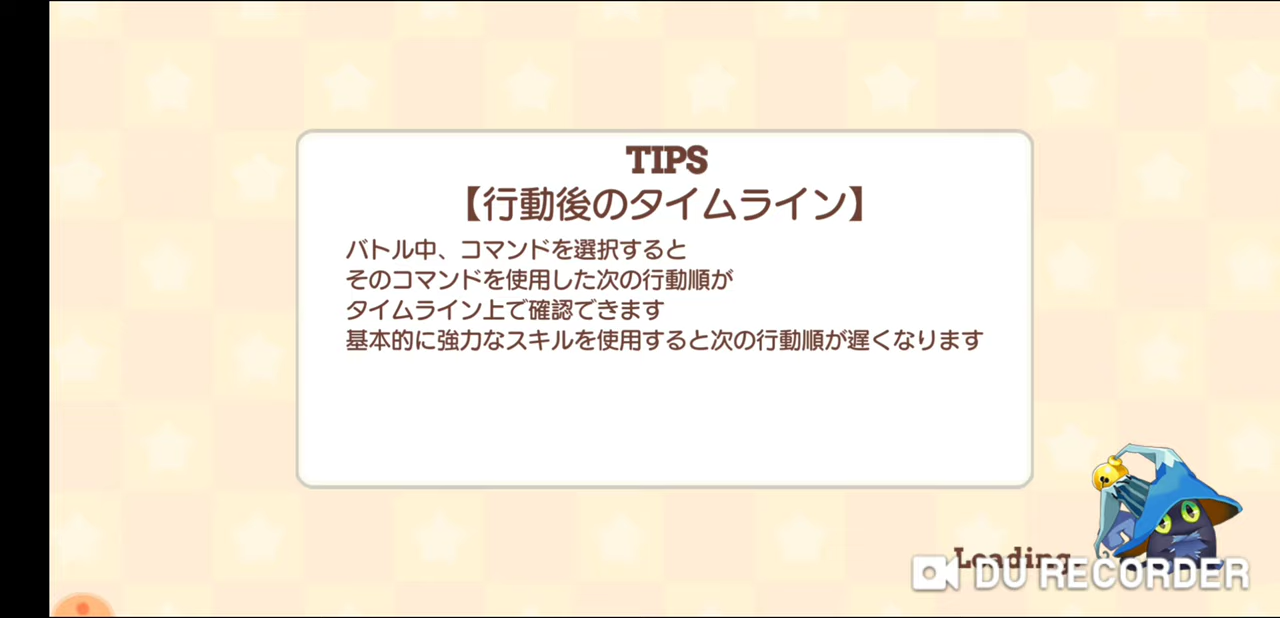 TIPS
【行動後のタイムライン】
バトル中、コマンドを選択すると
そのコマンドを使用した次の行動順が
タイムライン上で確認できます
基本的に強力なスキルを使用すると次の行動順が遅くなります
Loading.
DU RECORDER